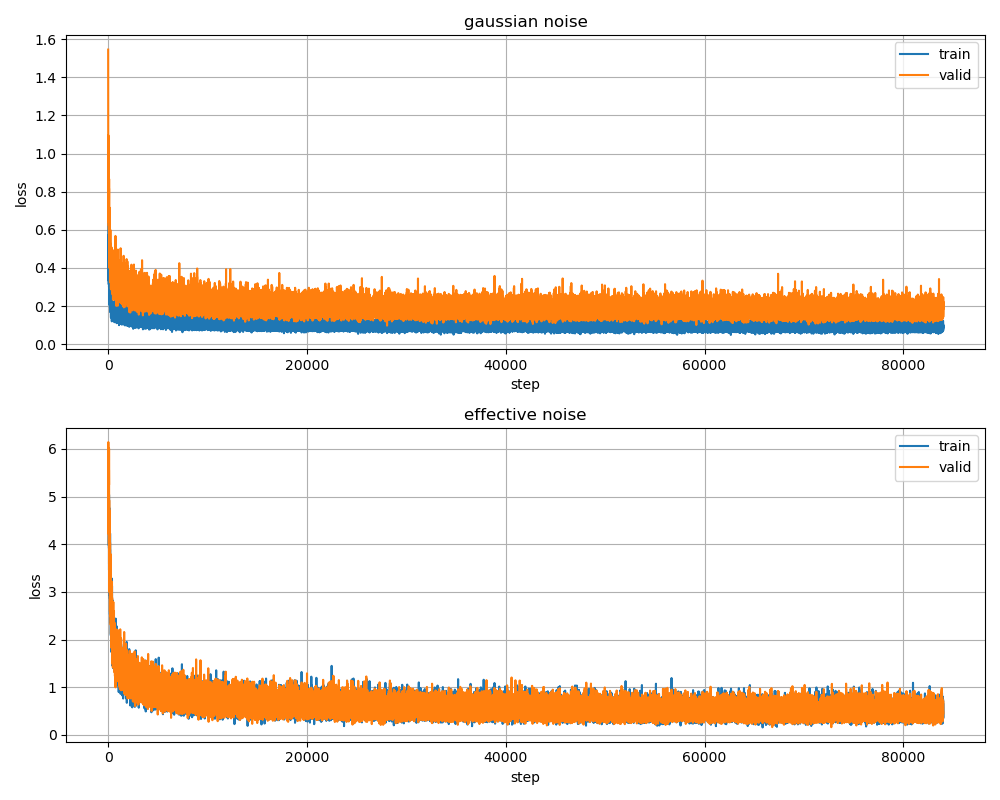 gaussian noise
1.6
1.4
1.2
1.0
0.8
0.6
0.4
0.2
0.0
loss
train
valid
0 20000 40000 60000 80000
step
effective noise
6
5
4
3
2
1
0
loss
train
valid
0 20000 40000 60000 80000
step